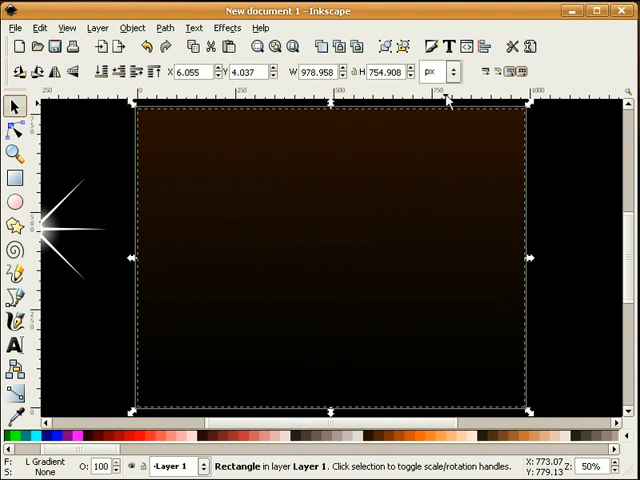 New document 1 - Inkscape
File Edit View Layer Object Path Text Effects Help
X 6.055 Y 4.037 W 978.958 H 754.908 px
250 0 250 500 750 1000
F: L Gradient O: 100 Layer 1 Rectangle in layer Layer 1. Click selection to toggle scale/rotation handles. X: 773.07 Z: 50%
S: None Y: 779.13